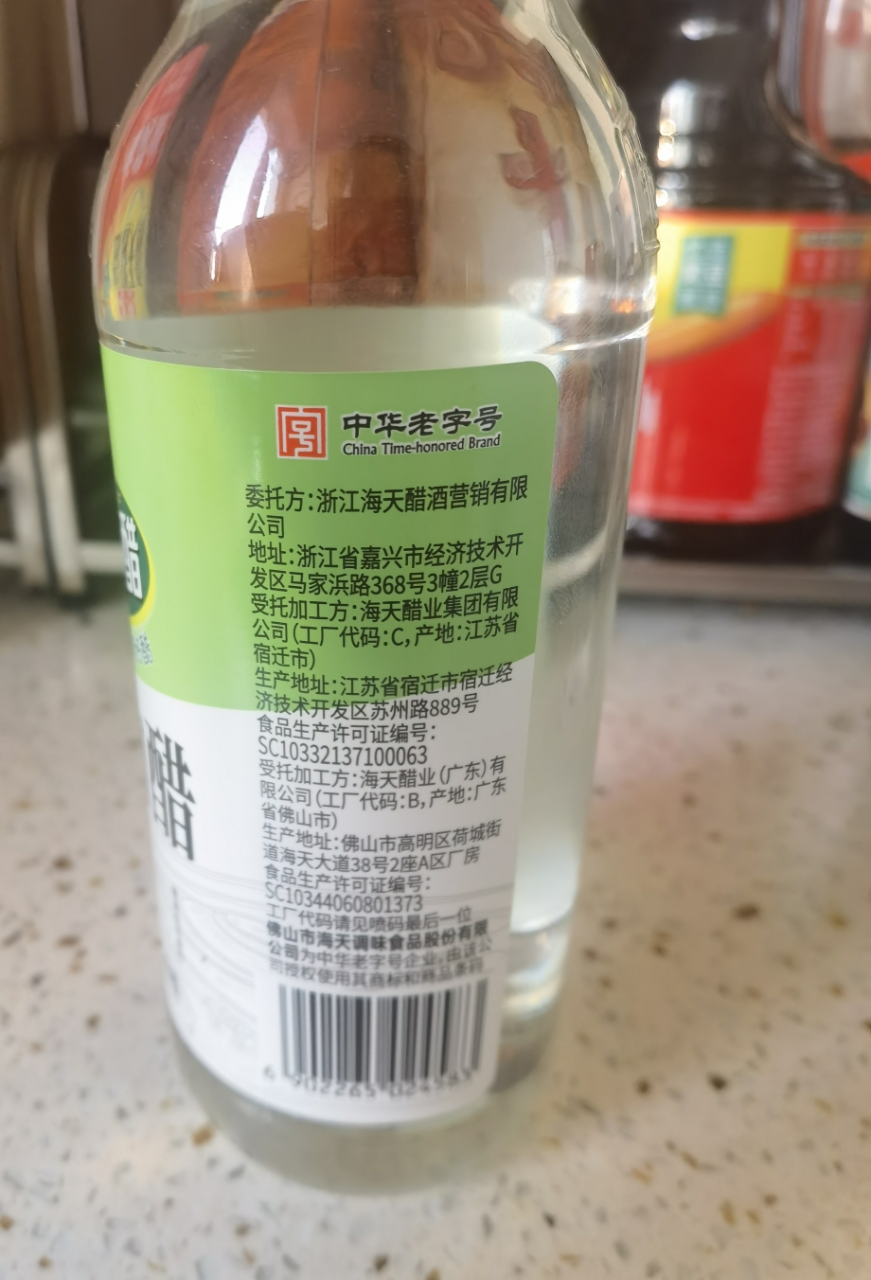 字号
中华老字号
China Time-honored Brand
委托方:浙江海天醋酒营销有限
公司
地址:浙江省嘉兴市经济技术开
发区马家浜路368号3幢2层G
受托加工方:海天醋业集团有限
公司(工厂代码:C,产地:江苏省
宿迁市)
生产地址:江苏省宿迁市宿迁经
济技术开发区苏州路889号
食品生产许可证编号:
SC10332137100063
受托加工方:海天醋业(广东)有
限公司(工厂代码:B,产地:广东
省佛山市)
生产地址:佛山市高明区荷城街
道海天大道38号2座A区厂房
食品生产许可证编号:
SC10344060801373
工厂代码请见喷码最后一位
佛山市海天调味食品股份有限
公司为中华老字号企业,由该公
司授权使用其商标和商品条码
醋
醋